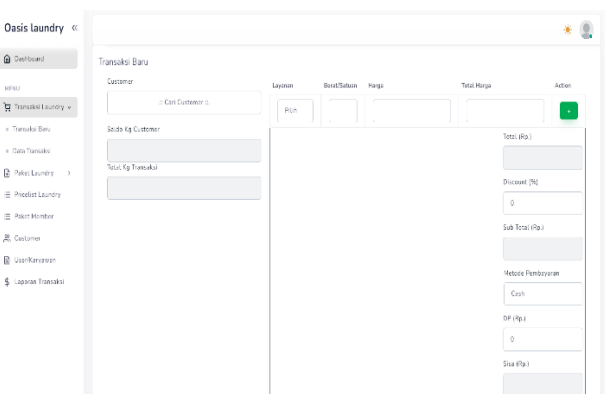 Oasis laundry «
Dashboard
MENU
Transaksi Laundry
Transaksi Baru
Data Transaksi
Paket Laundry
Pricelist Laundry
Paket Member
Customer
User/Karyawan
$ Laporan Transaksi
Transaksi Baru
Customer
:: Cari Customer ::
Saldo Kg Customer
Total Kg Transaksi
Layanan Berat/Satuan Harga Total Harga Action
Pilih +
Total (Rp.)
Discount (%)
0
Sub Total (Rp.)
Metode Pembayaran
Cash
DP (Rp.)
0
Sisa (Rp.)